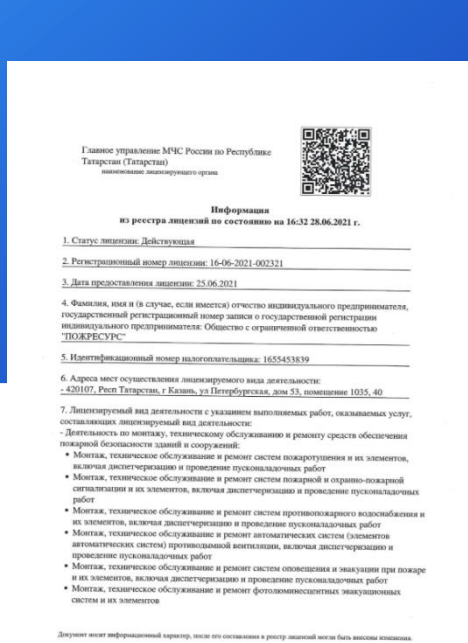 Главное управление МЧС России по Республике
Татарстан (Татарстан)
наименование лицензирующего органа
Информация
из реестра лицензий по состоянию на 16:32 28.06.2021 г.
1. Статус лицензии: Действующая
2. Регистрационный номер лицензии: 16-06-2021-002321
3. Дата предоставления лицензии: 25.06.2021
4. Фамилия, имя и (в случае, если имеется) отчество индивидуального предпринимателя,
государственный регистрационный номер записи о государственной регистрации
индивидуального предпринимателя: Общество с ограниченной ответственностью
"ПОЖРЕСУРС"
5. Идентификационный номер налогоплательщика: 1655453839
6. Адреса мест осуществления лицензируемого вида деятельности:
- 420107, Респ Татарстан, г Казань, ул Петербургская, дом 53, помещение 1035, 40
7. Лицензируемый вид деятельности с указанием выполняемых работ, оказываемых услуг,
составляющих лицензируемый вид деятельности:
- Деятельность по монтажу, техническому обслуживанию и ремонту средств обеспечения
пожарной безопасности зданий и сооружений:
• Монтаж, техническое обслуживание и ремонт систем пожаротушения и их элементов,
включая диспетчеризацию и проведение пусконаладочных работ
• Монтаж, техническое обслуживание и ремонт систем пожарной и охранно-пожарной
сигнализации и их элементов, включая диспетчеризацию и проведение пусконаладочных
работ
• Монтаж, техническое обслуживание и ремонт систем противопожарного водоснабжения и
их элементов, включая диспетчеризацию и проведение пусконаладочных работ
• Монтаж, техническое обслуживание и ремонт автоматических систем (элементов
автоматических систем) противодымной вентиляции, включая диспетчеризацию и
проведение пусконаладочных работ
• Монтаж, техническое обслуживание и ремонт систем оповещения и эвакуации при пожаре
и их элементов, включая диспетчеризацию и проведение пусконаладочных работ
• Монтаж, техническое обслуживание и ремонт фотолюминесцентных эвакуационных
систем и их элементов
Документ носит информационный характер, после его составления в реестр лицензий могли быть внесены изменения.